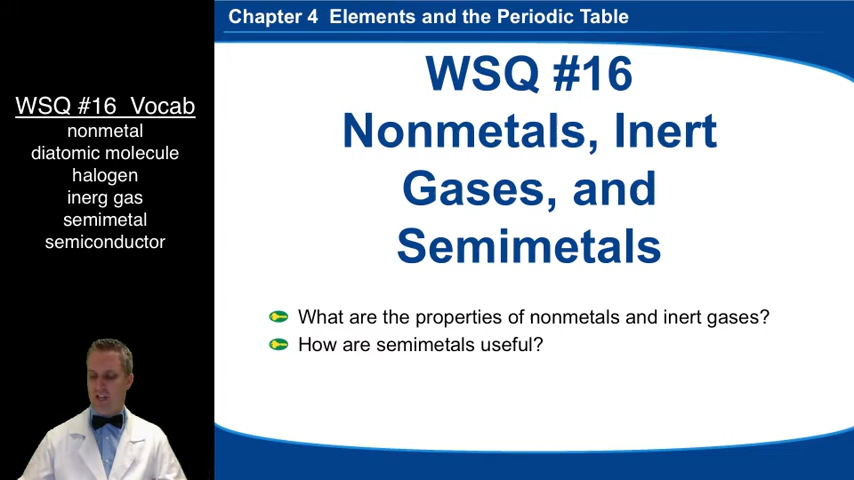 Chapter 4 Elements and the Periodic Table
WSQ #16 Vocab
nonmetal
diatomic molecule
halogen
inerg gas
semimetal
semiconductor
WSQ #16
Nonmetals, Inert
Gases, and
Semimetals
What are the properties of nonmetals and inert gases?
How are semimetals useful?